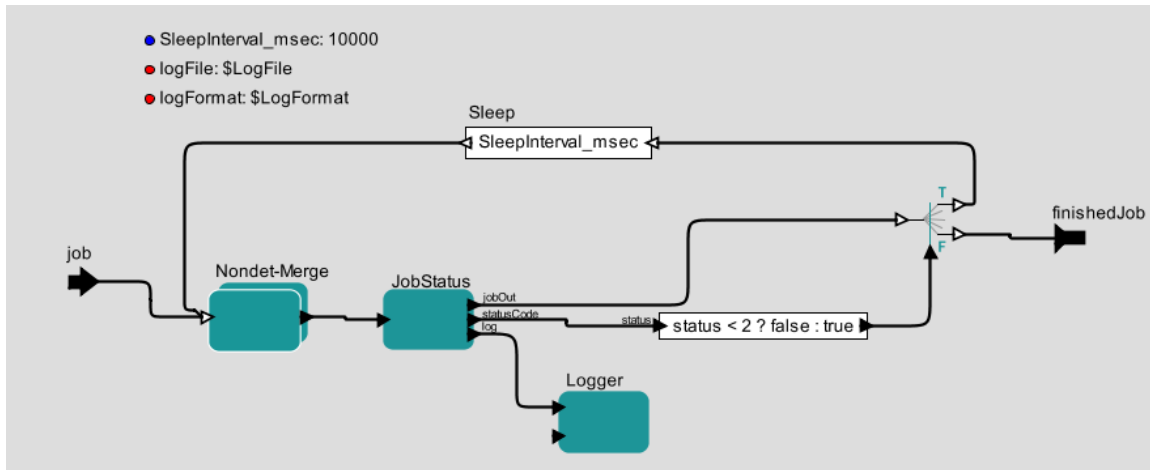 SleepInterval_msec: 10000
logFile: $LogFile
logFormat: $LogFormat
Sleep
SleepInterval_msec
T
finishedJob
F
job
Nondet-Merge
JobStatus
jobOut
statusCode
log
status
status < 2 ? false : true
Logger